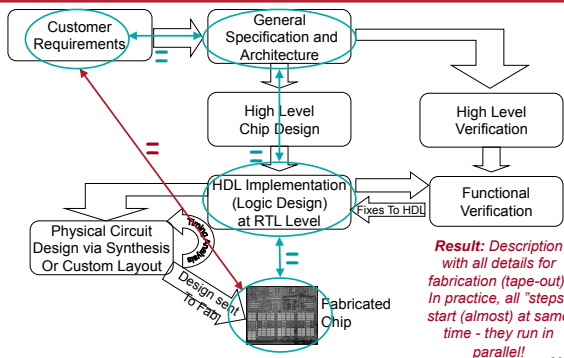 Customer
Requirements
General
Specification and
Architecture
=
High Level
Chip Design
High Level
Verification
=
=
HDL Implementation
(Logic Design)
at RTL Level
Fixes To HDL
Functional
Verification
Physical Circuit
Design via Synthesis
Or Custom Layout
Tuning
Analysis
=
Design sent
To Fab
Fabricated
Chip
Result: Description
with all details for
fabrication (tape-out)
In practice, all "steps
start (almost) at same
time - they run in
parallel!